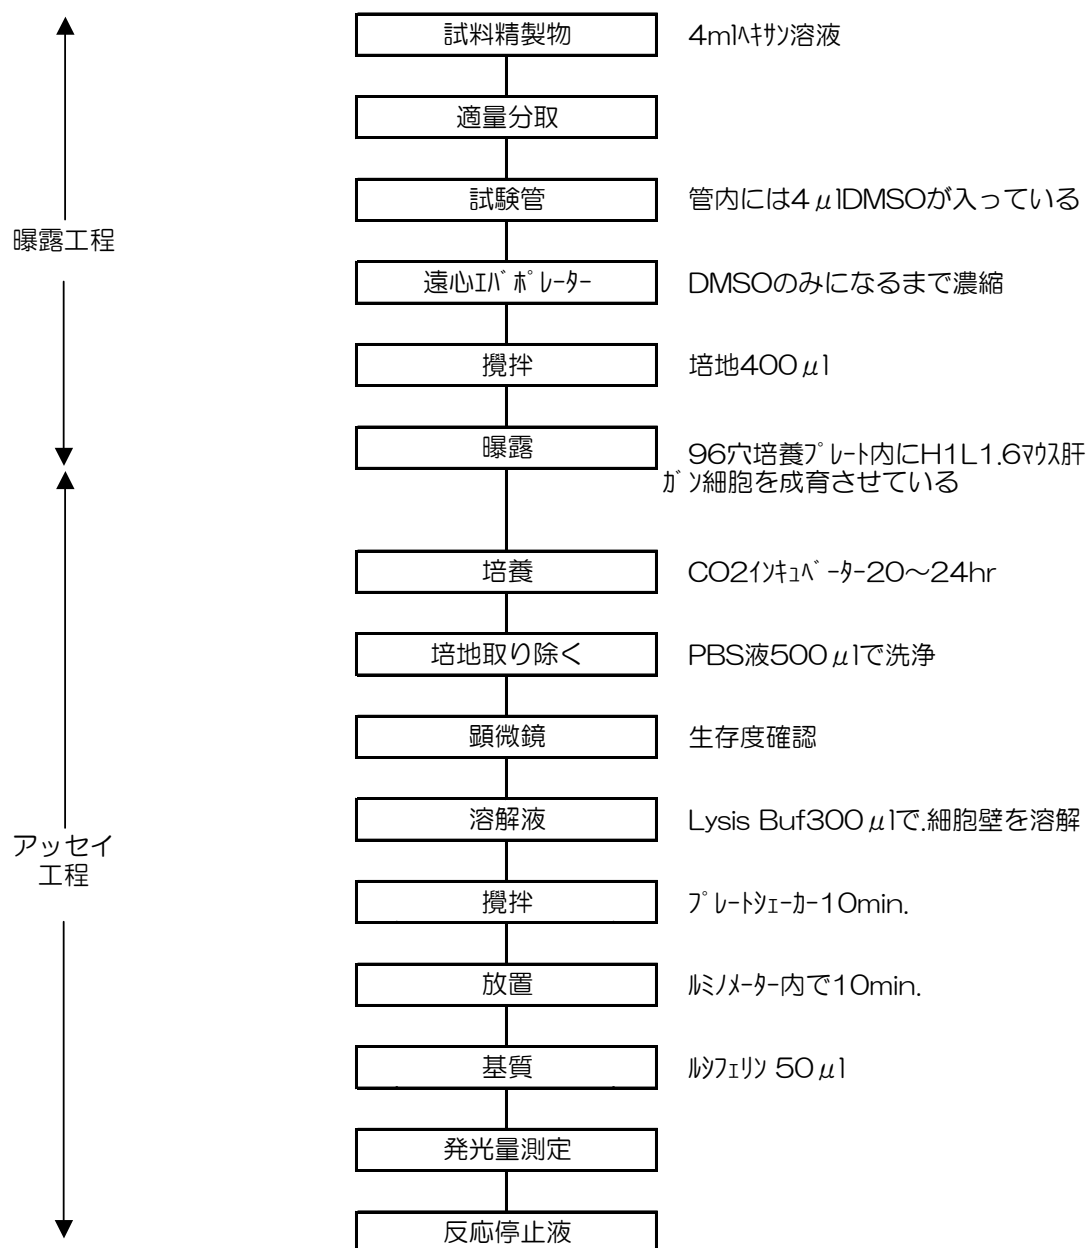 試料精製物 4mlﾍｷｻﾝ溶液
適量分取
試験管 管内には4μlDMSOが入っている
曝露工程
遠心ｴﾊﾞﾎﾟﾚｰﾀｰ DMSOのみになるまで濃縮
攪拌 培地400μl
曝露 96穴培養ﾌﾟﾚｰﾄ内にH1L1.6ﾏｳｽ肝
ｶﾞﾝ細胞を成育させている
培養 CO2ｲﾝｷｭﾍﾞｰﾀｰ20～24hr
培地取り除く PBS液500μlで洗浄
顕微鏡 生存度確認
溶解液 Lysis Buf300μlで.細胞壁を溶解
アッセイ
工程
攪拌 ﾌﾟﾚｰﾄｼｪｰｶｰ10min.
放置 ﾙﾐﾉﾒｰﾀｰ内で10min.
基質 ﾙｼﾌｪﾘﾝ 50μl
発光量測定
反応停止液